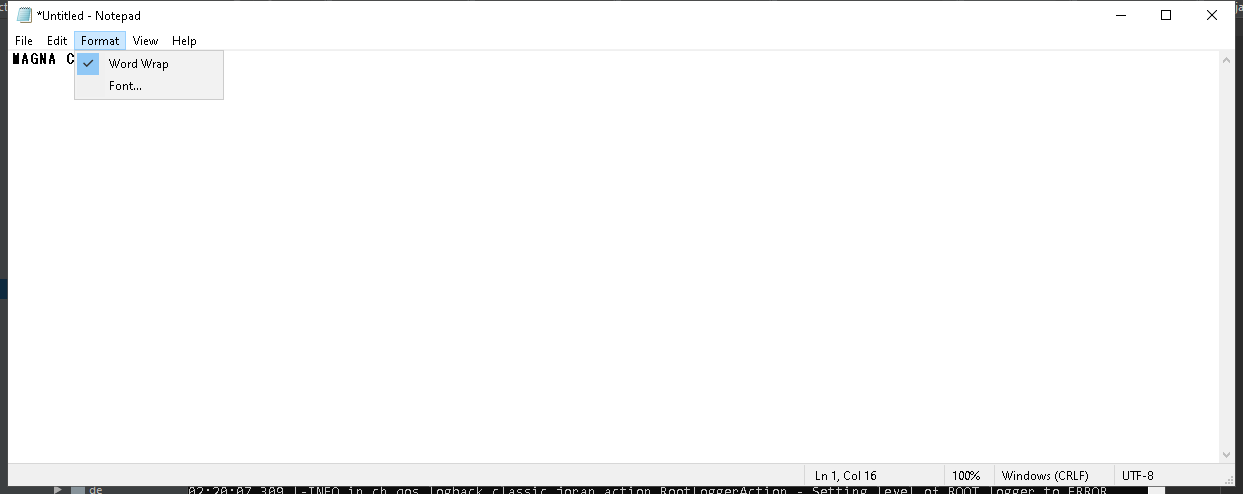 *Untitled - Notepad
File Edit Format View Help
MAGNA C
Word Wrap
Font...
Ln 1, Col 16 100% Windows (CRLF) UTF-8
de 02:20:07,309 |-INFO in ch.qos.logback.classic.joran.action.RootLoggerAction - Setting level of ROOT logger to ERROR